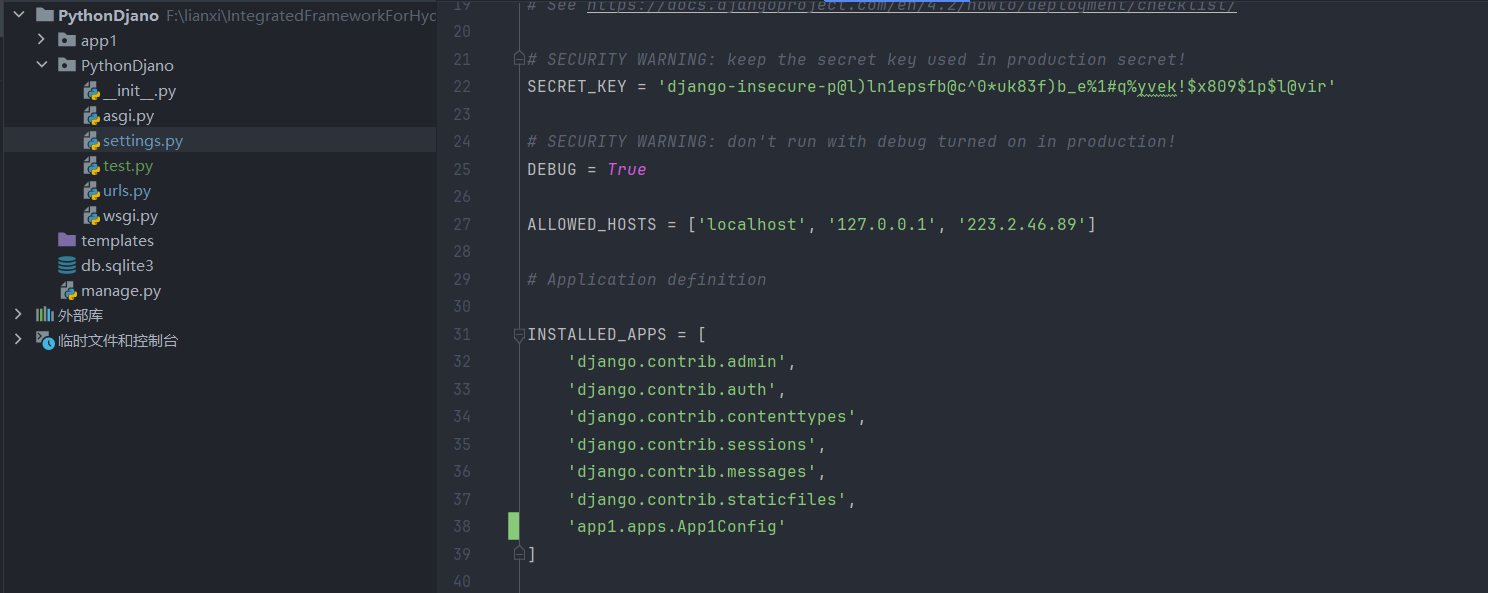 PythonDjano F:\lianxi\IntegratedFrameworkForHyc
app1
PythonDjano
__init__.py
asgi.py
settings.py
test.py
urls.py
wsgi.py
templates
db.sqlite3
manage.py
外部库
临时文件和控制台
19 # See https://docs.djangoproject.com/en/4.2/howto/deployment/checklist/
20
21 # SECURITY WARNING: keep the secret key used in production secret!
22 SECRET_KEY = 'django-insecure-p@l)ln1epsfb@c^0*uk83f)b_e%1#q%yvek!$x809$1p$l@vir'
23
24 # SECURITY WARNING: don't run with debug turned on in production!
25 DEBUG = True
26
27 ALLOWED_HOSTS = ['localhost', '127.0.0.1', '223.2.46.89']
28
29 # Application definition
30
31 INSTALLED_APPS = [
32 'django.contrib.admin',
33 'django.contrib.auth',
34 'django.contrib.contenttypes',
35 'django.contrib.sessions',
36 'django.contrib.messages',
37 'django.contrib.staticfiles',
38 'app1.apps.App1Config'
39 ]
40